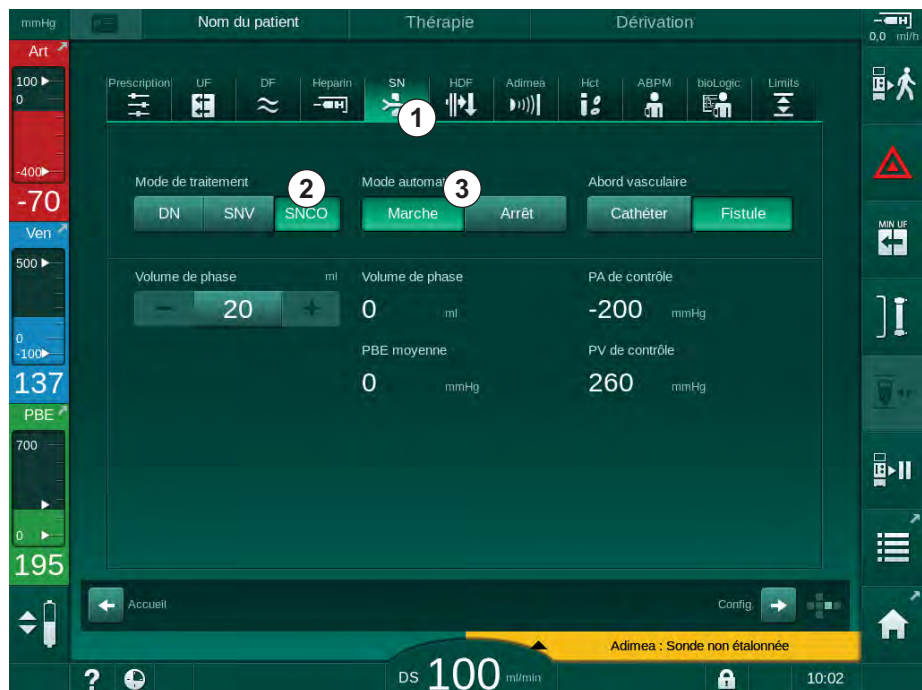 mmHg
Nom du patient
Thérapie
Dérivation
0,0 ml/h
Art
100
0
-400
-70
Prescription
UF
DF
Heparin
SN
HDF
Adimea
Hct
ABPM
bioLogic
Limits
1
Mode de traitement
2
Mode automat
3
Abord vasculaire
DN
SNV
SNCO
Marche
Arrêt
Cathéter
Fistule
MIN UF
Ven
500
0
-100
137
Volume de phase
ml
20
Volume de phase
0 ml
PA de contrôle
-200 mmHg
PBE moyenne
0 mmHg
PV de contrôle
260 mmHg
PBE
700
0
195
Accueil
Config.
Adimea : Sonde non étalonnée
?
DS 100 ml/min
10:02